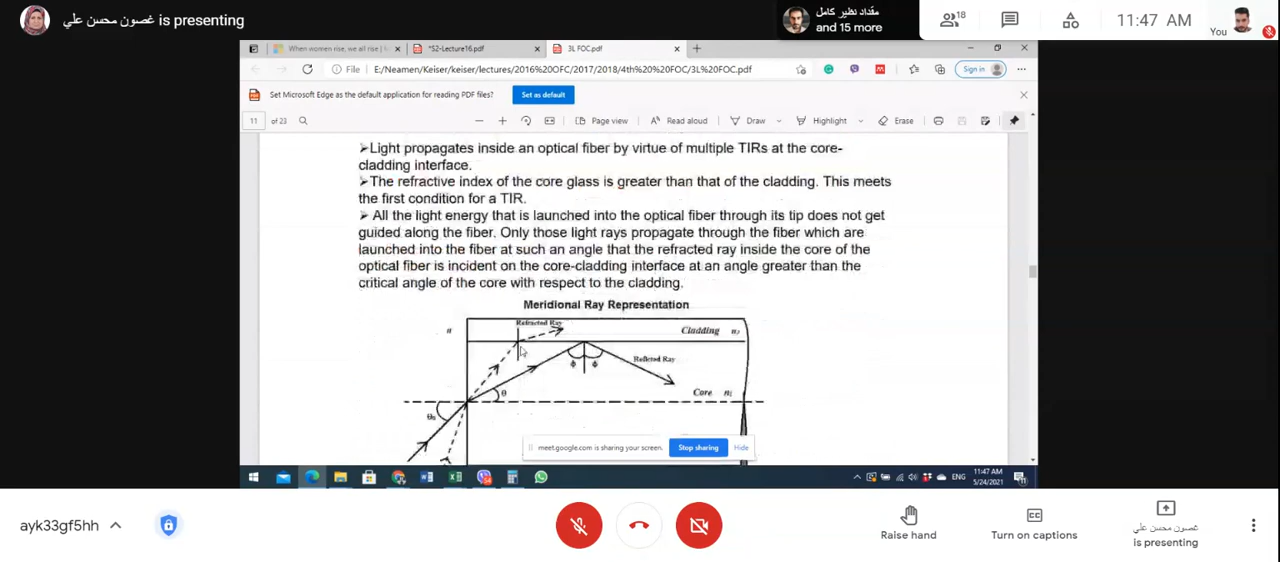 غصون محسن علي is presenting
مقداد نظير كامل
and 15 more
18
11:47 AM
You
When women rise, we all rise
*S2-Lecture16.pdf
3L FOC.pdf
File
E:/Neamen/Keiser/keiser/lectures/2016%20OFC/2017/2018/4th%20%20FOC/3L%20FOC.pdf
Sign in
Set Microsoft Edge as the default application for reading PDF files?
Set as default
11 of 23
Page view
Read aloud
Draw
Highlight
Erase
➢Light propagates inside an optical fiber by virtue of multiple TIRs at the core-
cladding interface.
➢The refractive index of the core glass is greater than that of the cladding. This meets
the first condition for a TIR.
➢ All the light energy that is launched into the optical fiber through its tip does not get
guided along the fiber. Only those light rays propagate through the fiber which are
launched into the fiber at such an angle that the refracted ray inside the core of the
optical fiber is incident on the core-cladding interface at an angle greater than the
critical angle of the core with respect to the cladding.
Meridional Ray Representation
n
Refracted Ray
Cladding n₂
ϕ ϕ
Reflected Ray
θ
Core n₁
θ₀
meet.google.com is sharing your screen.
Stop sharing
Hide
ENG
11:47 AM
5/24/2021
ayk33gf5hh
Raise hand
Turn on captions
غصون محسن علي
is presenting